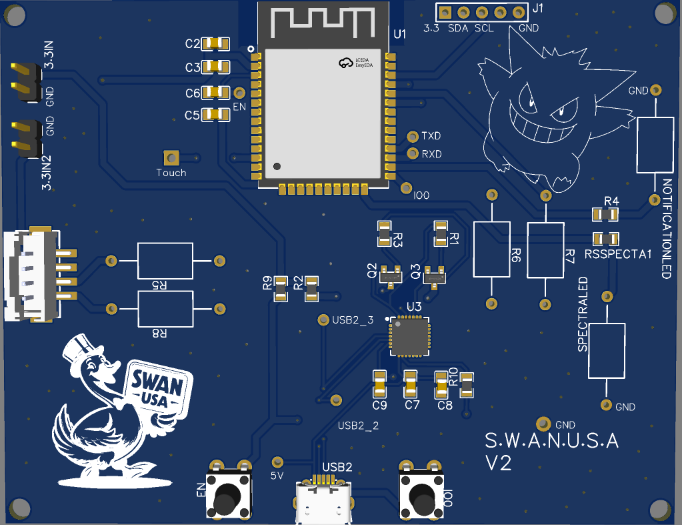 J1
3.3 SDA SCL GND
U1
C2
C3
C6
C5
EN
3.3IN
GND
GND
3.3IN2
Touch
TXD
RXD
IO0
GND
NOTIFICATIONLED
R4
RSSPECTA1
R3
R1
R6
R7
Q2
Q3
R5
R8
R9
R2
U3
USB2_3
SPECTRALED
GND
C9
C7
C8
R10
USB2_2
GND
SWAN
USA
S.W.A.N.U.S.A
V2
5V
USB2
EN
IO0